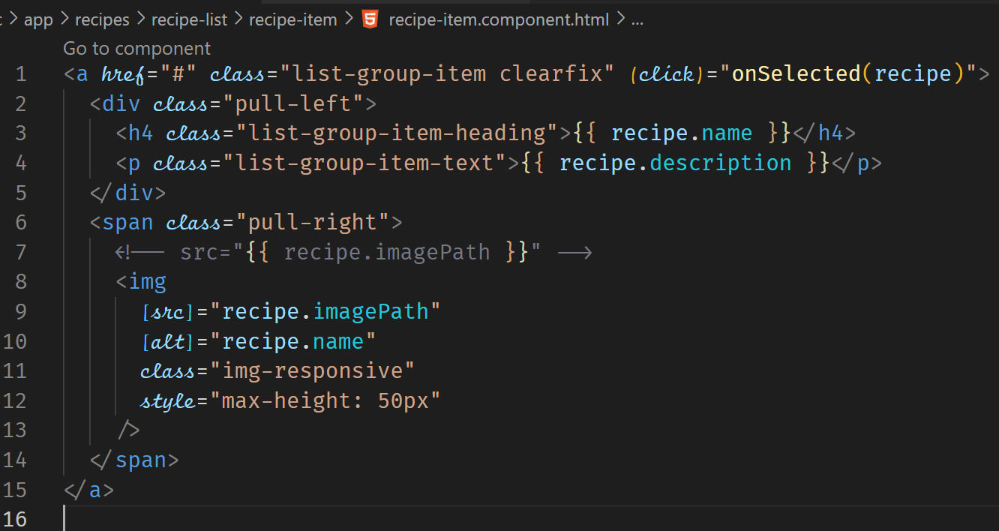 app > recipes > recipe-list > recipe-item > recipe-item.component.html > ...
Go to component
1 <a href="#" class="list-group-item clearfix" (click)="onSelected(recipe)">
2   <div class="pull-left">
3     <h4 class="list-group-item-heading">{{ recipe.name }}</h4>
4     <p class="list-group-item-text">{{ recipe.description }}</p>
5   </div>
6   <span class="pull-right">
7     <!-- src="{{ recipe.imagePath }}" -->
8     <img
9       [src]="recipe.imagePath"
10       [alt]="recipe.name"
11       class="img-responsive"
12       style="max-height: 50px"
13     />
14   </span>
15 </a>
16